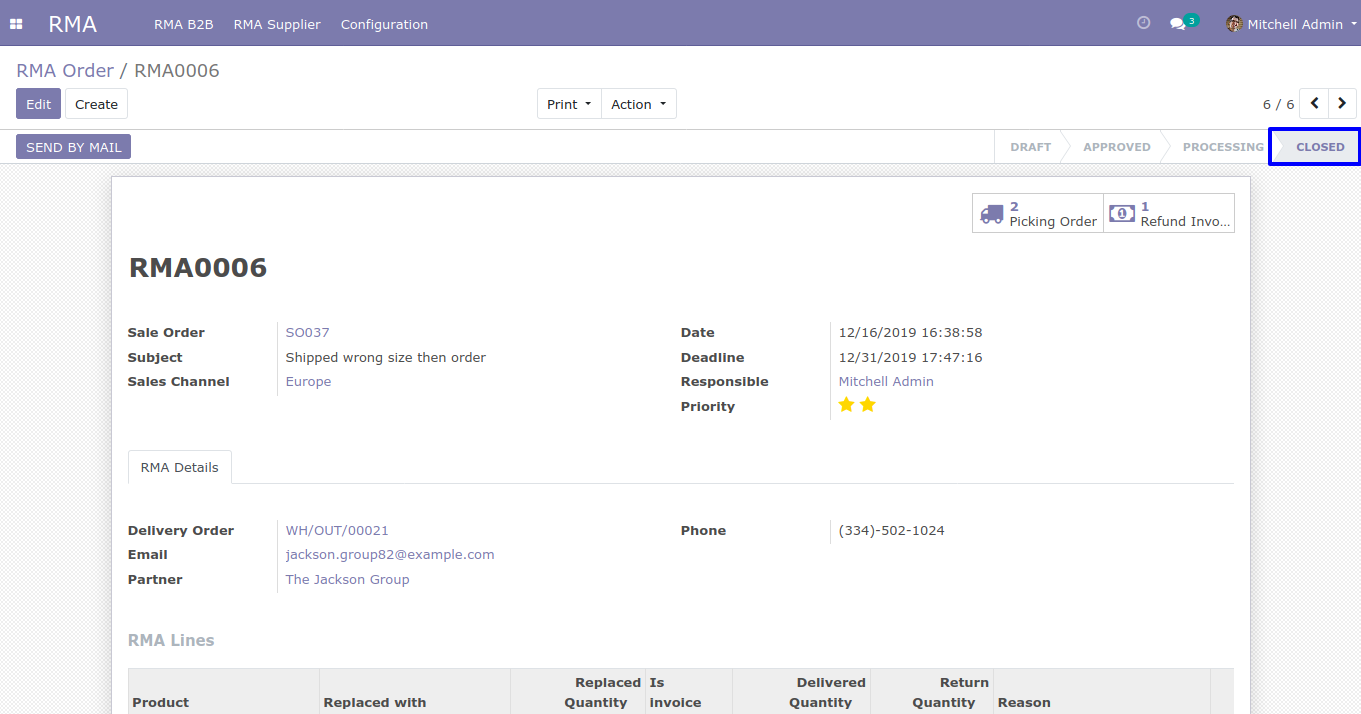 RMA RMA B2B RMA Supplier Configuration 3 Mitchell Admin
RMA Order / RMA0006
Edit Create Print Action 6 / 6
SEND BY MAIL DRAFT APPROVED PROCESSING CLOSED
2 1
Picking Order Refund Invo...
RMA0006
Sale Order SO037 Date 12/16/2019 16:38:58
Subject Shipped wrong size then order Deadline 12/31/2019 17:47:16
Sales Channel Europe Responsible Mitchell Admin
Priority
RMA Details
Delivery Order WH/OUT/00021 Phone (334)-502-1024
Email jackson.group82@example.com
Partner The Jackson Group
RMA Lines
Replaced Is Delivered Return
Product Replaced with Quantity invoice Quantity Quantity Reason